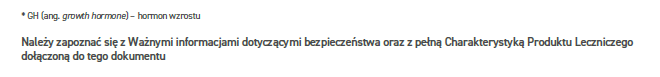 * GH (ang. growth hormone) – hormon wzrostu
Należy zapoznać się z Ważnymi informacjami dotyczącymi bezpieczeństwa oraz z pełną Charakterystyką Produktu Leczniczego
dołączoną do tego dokumentu